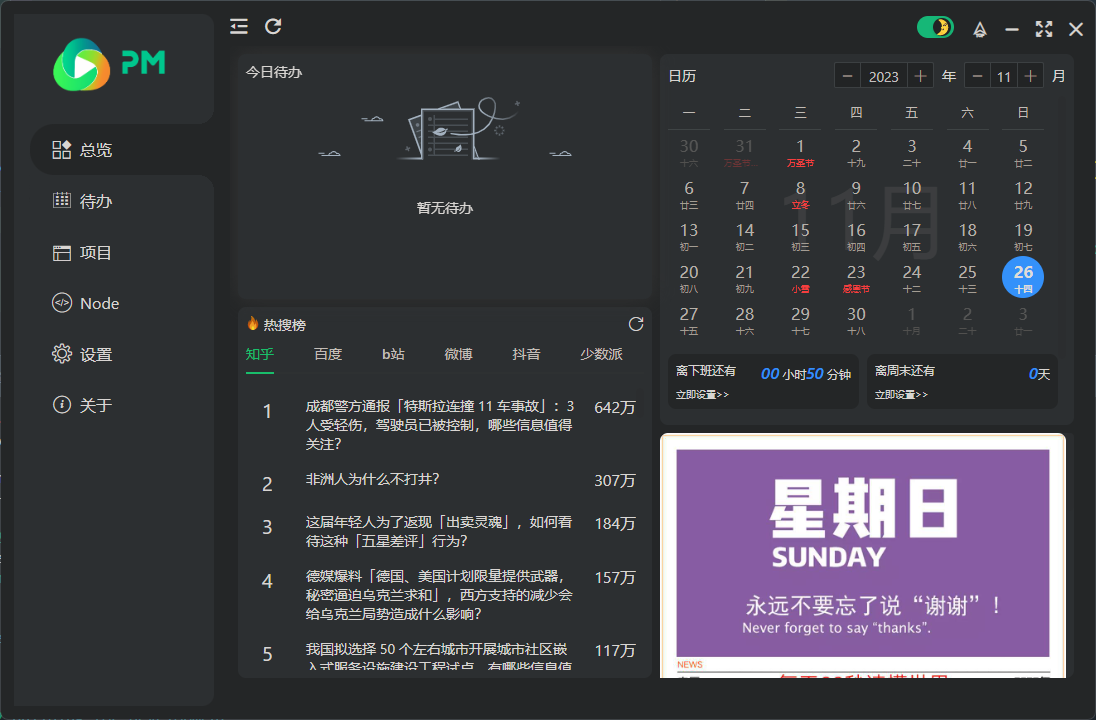 PM
总览
待办
项目
Node
设置
关于
今日待办
暂无待办
热搜榜
知乎 百度 b站 微博 抖音 少数派
1 成都警方通报「特斯拉连撞 11 车事故」：3 642万
人受轻伤，驾驶员已被控制，哪些信息值得
关注？
2 非洲人为什么不打井？ 307万
3 这届年轻人为了返现「出卖灵魂」，如何看 184万
待这种「五星差评」行为？
4 德媒爆料「德国、美国计划限量提供武器， 157万
秘密逼迫乌克兰求和」，西方支持的减少会
给乌克兰局势造成什么影响？
5 我国拟选择 50 个左右城市开展城市社区嵌 117万
入式服务设施建设工程试点，有哪些信息值
日历 － 2023 ＋ 年 － 11 ＋ 月
一 二 三 四 五 六 日
30 31 1 2 3 4 5
十六 万圣节... 万圣节 十九 二十 廿一 廿二
11月
6 7 8 9 10 11 12
廿三 廿四 立冬 廿六 廿七 廿八 廿九
13 14 15 16 17 18 19
初一 初二 初三 初四 初五 初六 初七
20 21 22 23 24 25 26
初八 初九 小雪 感恩节 十二 十三 十四
27 28 29 30 1 2 3
十五 十六 十七 十八 十月 二十 廿一
离下班还有 00 小时50 分钟
立即设置>>
离周末还有 0天
立即设置>>
星期日
SUNDAY
永远不要忘了说“谢谢”！
Never forget to say “thanks”.
NEWS